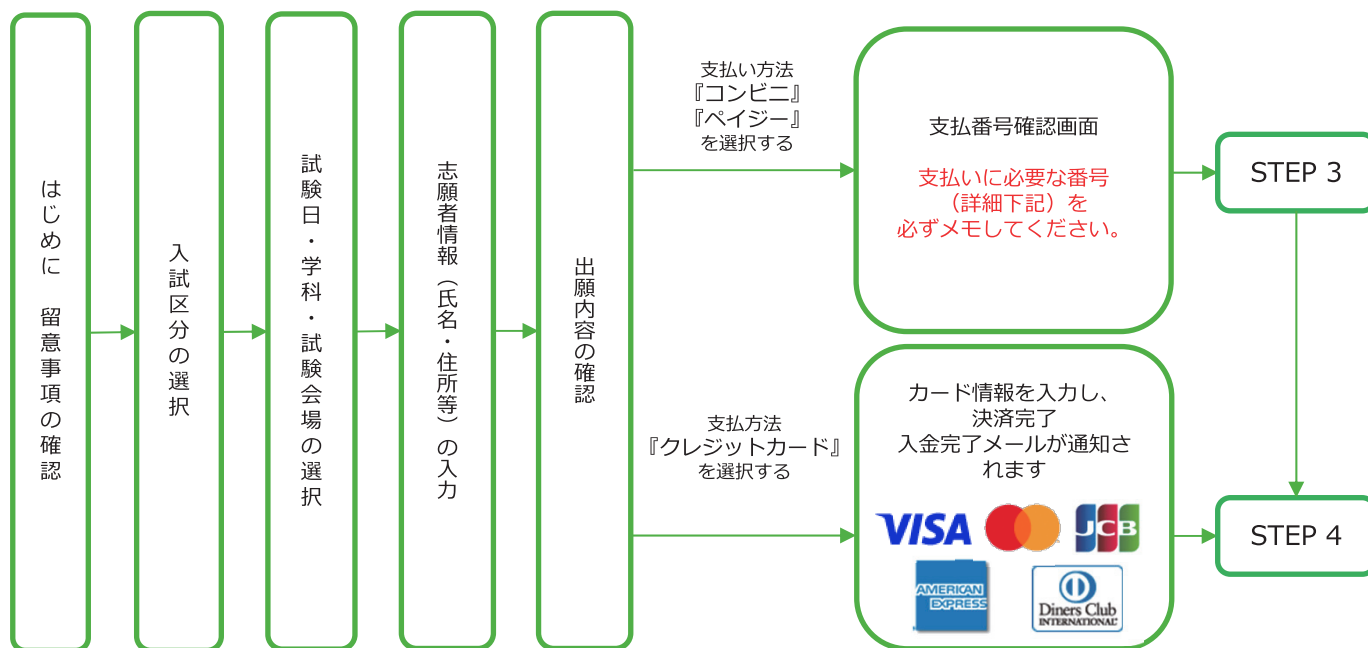 はじめに　留意事項の確認
入試区分の選択
試験日・学科・試験会場の選択
志願者情報（氏名・住所等）の入力
出願内容の確認
支払い方法
『コンビニ』
『ペイジー』
を選択する
支払番号確認画面
支払いに必要な番号
（詳細下記）を
必ずメモしてください。
STEP 3
支払方法
『クレジットカード』
を選択する
カード情報を入力し、
決済完了
入金完了メールが通知さ
れます
VISA
JCB
AMERICAN
EXPRESS
Diners Club
INTERNATIONAL
STEP 4